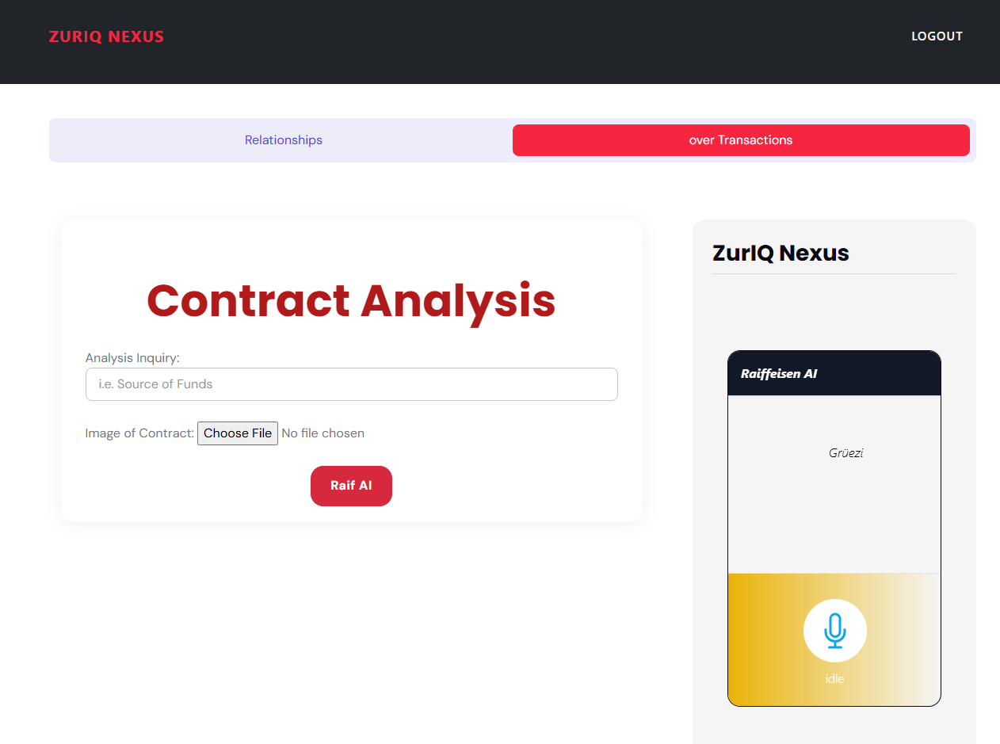 ZURIQ NEXUS
LOGOUT
Relationships
over Transactions
Contract Analysis
Analysis Inquiry:
i.e. Source of Funds
Image of Contract: Choose File No file chosen
Raif AI
ZurIQ Nexus
Raiffeisen AI
Grüezi
idle